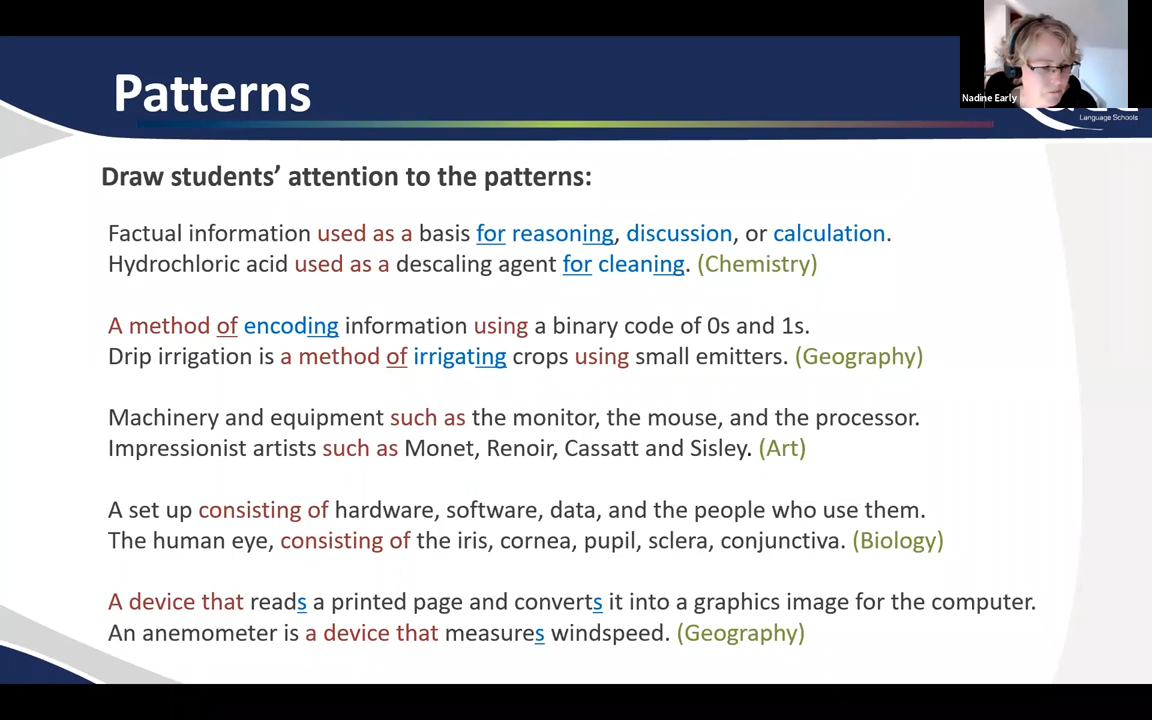 Patterns
Nadine Early
Language Schools
Draw students' attention to the patterns:
Factual information used as a basis for reasoning, discussion, or calculation.
Hydrochloric acid used as a descaling agent for cleaning. (Chemistry)
A method of encoding information using a binary code of 0s and 1s.
Drip irrigation is a method of irrigating crops using small emitters. (Geography)
Machinery and equipment such as the monitor, the mouse, and the processor.
Impressionist artists such as Monet, Renoir, Cassatt and Sisley. (Art)
A set up consisting of hardware, software, data, and the people who use them.
The human eye, consisting of the iris, cornea, pupil, sclera, conjunctiva. (Biology)
A device that reads a printed page and converts it into a graphics image for the computer.
An anemometer is a device that measures windspeed. (Geography)